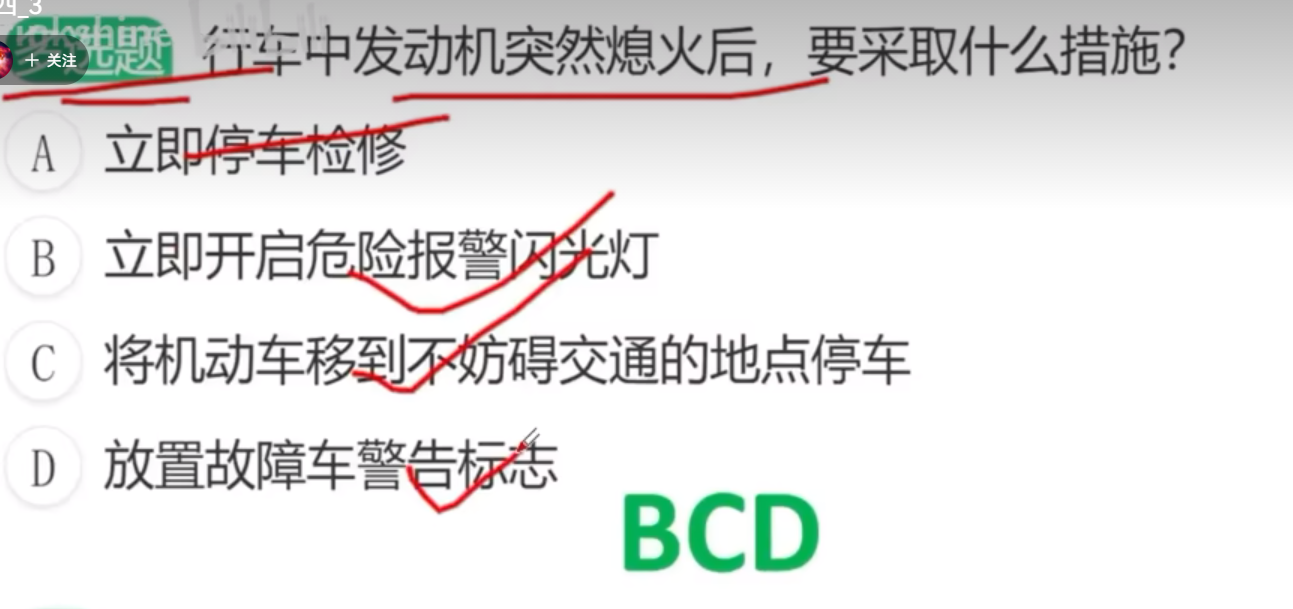 四_3
+ 关注
多选题 行车中发动机突然熄火后，要采取什么措施？
A 立即停车检修
B 立即开启危险报警闪光灯
C 将机动车移到不妨碍交通的地点停车
D 放置故障车警告标志
BCD